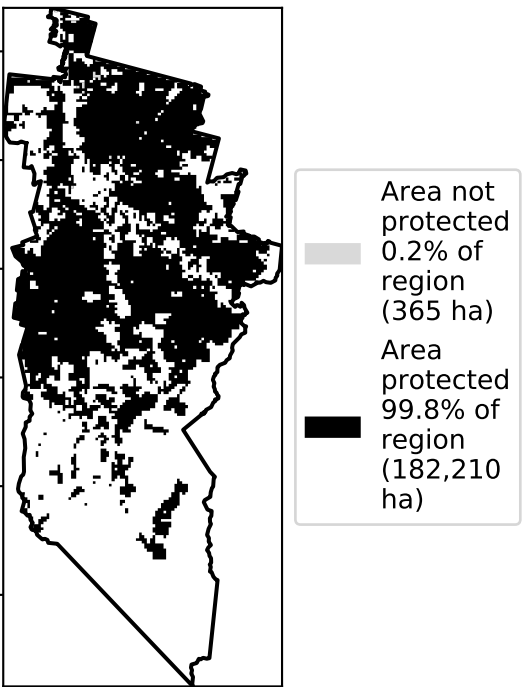 Area not
protected
0.2% of
region
(365 ha)
Area
protected
99.8% of
region
(182,210
ha)